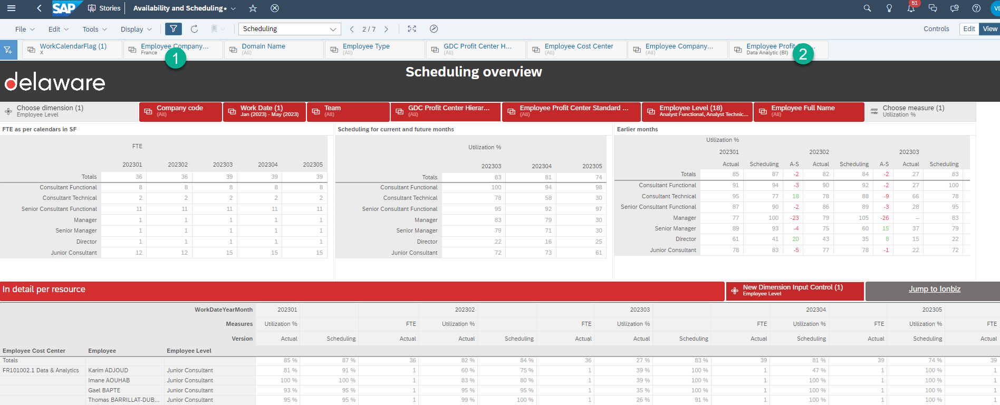 SAP Stories Availability and Scheduling* 51 VD
File Edit Tools Display Scheduling 2 / 7 Controls Edit View
WorkCalendarFlag (1) Employee Company... Domain Name Employee Type GDC Profit Center H... Employee Cost Center Employee Company... Employee Profit
X France (All) (All) (All) (All) (All) Data Analytic (BI)
1 2
Scheduling overview
delaware
Choose dimension (1) Company code Work Date (1) Team GDC Profit Center Hierar... Employee Profit Center Standard ... Employee Level (18) Employee Full Name Choose measure (1)
Employee Level (All) Jan (2023) - May (2023) (All) (All) (All) Analyst Functional, Analyst Technic... (All) Utilization %
FTE as per calendars in SF
FTE
202301 202302 202303 202304 202305
Totals 36 36 39 39 39
Consultant Functional 8 8 8 8 8
Consultant Technical 2 2 2 2 2
Senior Consultant Functional 11 11 11 11 11
Manager 1 1 1 1 1
Senior Manager 1 1 1 1 1
Director 1 1 1 1 1
Junior Consultant 12 12 15 15 15
Scheduling for current and future months
Utilization %
202303 202304 202305
Totals 83 81 74
Consultant Functional 100 94 98
Consultant Technical 78 58 30
Senior Consultant Functional 95 92 97
Manager 83 79 30
Senior Manager 79 71 30
Director 22 16 25
Junior Consultant 72 73 61
Earlier months
Utilization %
202301 202302 202303
Actual Scheduling A-S Actual Scheduling A-S Actual Scheduling
Totals 85 87 -2 82 84 -2 27 83
Consultant Functional 91 94 -3 90 92 -2 27 100
Consultant Technical 95 77 18 78 88 -9 66 78
Senior Consultant Functional 87 90 -2 86 89 -3 28 95
Manager 77 100 -23 79 105 -26 – 83
Senior Manager 89 93 -4 75 60 15 37 79
Director 61 41 20 43 35 8 15 22
Junior Consultant 78 83 -5 77 78 -1 22 72
In detail per resource New Dimension Input Control (1) Jump to Ionbiz
Employee Level
WorkDateYearMonth 202301 202302 202303 202304 202305
Measures Utilization % FTE Utilization % FTE Utilization % FTE Utilization % FTE Utilization % FTE
Version Actual Scheduling Actual Actual Scheduling Actual Actual Scheduling Actual Scheduling Actual Scheduling Actual
Employee Cost Center Employee Employee Level
Totals 85 % 87 % 36 82 % 84 % 36 27 % 83 % 39 81 % 39 74 % 39
FR101002.1 Data & Analytics Karim ADJOUD Junior Consultant 81 % 91 % 1 60 % 75 % 1 39 % 100 % 1 47 % 1 100 % 1
Imane AOUHAB Junior Consultant 100 % 100 % 1 83 % 80 % 1 39 % 100 % 1 100 % 1 100 % 1
Gael BAPTE Junior Consultant 93 % 95 % 1 95 % 95 % 1 35 % 100 % 1 100 % 1 100 % 1
Thomas BARRILLAT-DUB... Junior Consultant 95 % 95 % 1 99 % 100 % 1 26 % 91 % 1 100 % 1 100 % 1